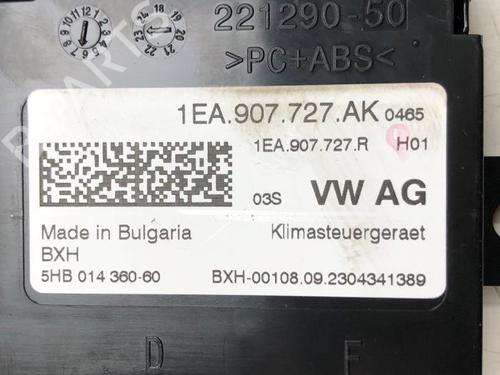 221290-50
>PC+ABS<
1EA.907.727.AK 0465
1EA.907.727.R H01
03S VW AG
Made in Bulgaria Klimasteuergeraet
BXH
5HB 014 360-60 BXH-00108.09.2304341389
D F